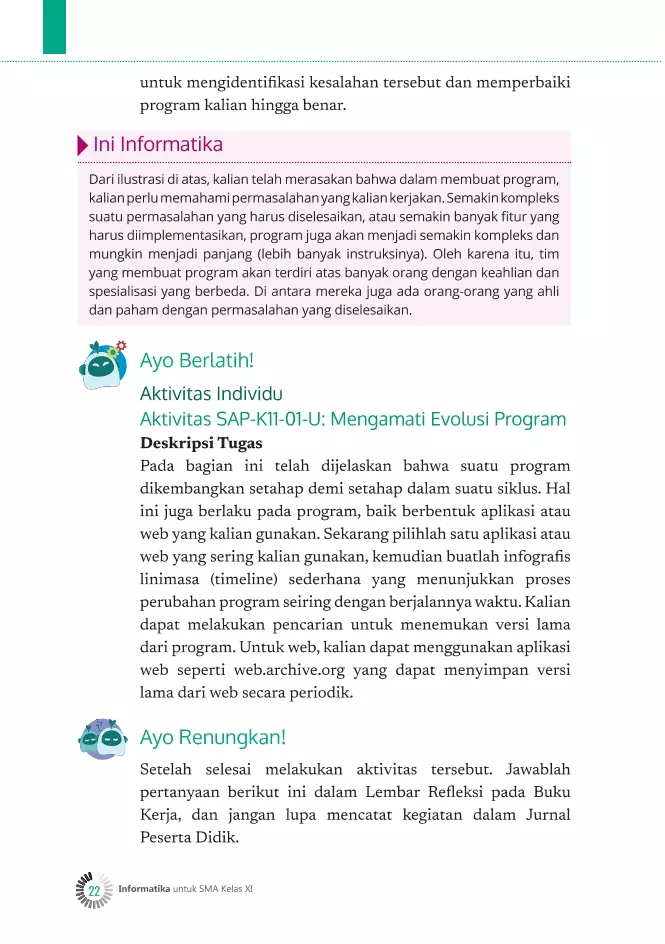 untuk mengidentifikasi kesalahan tersebut dan memperbaiki
program kalian hingga benar.
Ini Informatika
Dari ilustrasi di atas, kalian telah merasakan bahwa dalam membuat program,
kalian perlu memahami permasalahan yang kalian kerjakan. Semakin kompleks
suatu permasalahan yang harus diselesaikan, atau semakin banyak fitur yang
harus diimplementasikan, program juga akan menjadi semakin kompleks dan
mungkin menjadi panjang (lebih banyak instruksinya). Oleh karena itu, tim
yang membuat program akan terdiri atas banyak orang dengan keahlian dan
spesialisasi yang berbeda. Di antara mereka juga ada orang-orang yang ahli
dan paham dengan permasalahan yang diselesaikan.
Ayo Berlatih!
Aktivitas Individu
Aktivitas SAP-K11-01-U: Mengamati Evolusi Program
Deskripsi Tugas
Pada bagian ini telah dijelaskan bahwa suatu program
dikembangkan setahap demi setahap dalam suatu siklus. Hal
ini juga berlaku pada program, baik berbentuk aplikasi atau
web yang kalian gunakan. Sekarang pilihlah satu aplikasi atau
web yang sering kalian gunakan, kemudian buatlah infografis
linimasa (timeline) sederhana yang menunjukkan proses
perubahan program seiring dengan berjalannya waktu. Kalian
dapat melakukan pencarian untuk menemukan versi lama
dari program. Untuk web, kalian dapat menggunakan aplikasi
web seperti web.archive.org yang dapat menyimpan versi
lama dari web secara periodik.
Ayo Renungkan!
Setelah selesai melakukan aktivitas tersebut. Jawablah
pertanyaan berikut ini dalam Lembar Refleksi pada Buku
Kerja, dan jangan lupa mencatat kegiatan dalam Jurnal
Peserta Didik.
22 Informatika untuk SMA Kelas XI